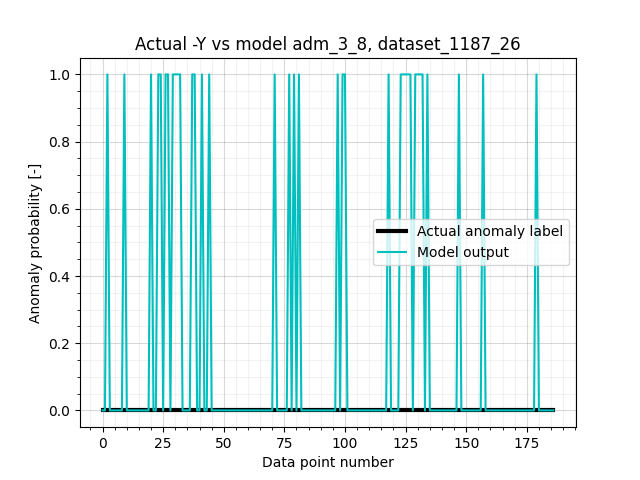 Actual -Y vs model adm_3_8, dataset_1187_26
Anomaly probability [-]
1.0
0.8
0.6
0.4
0.2
0.0
Actual anomaly label
Model output
0 25 50 75 100 125 150 175
Data point number